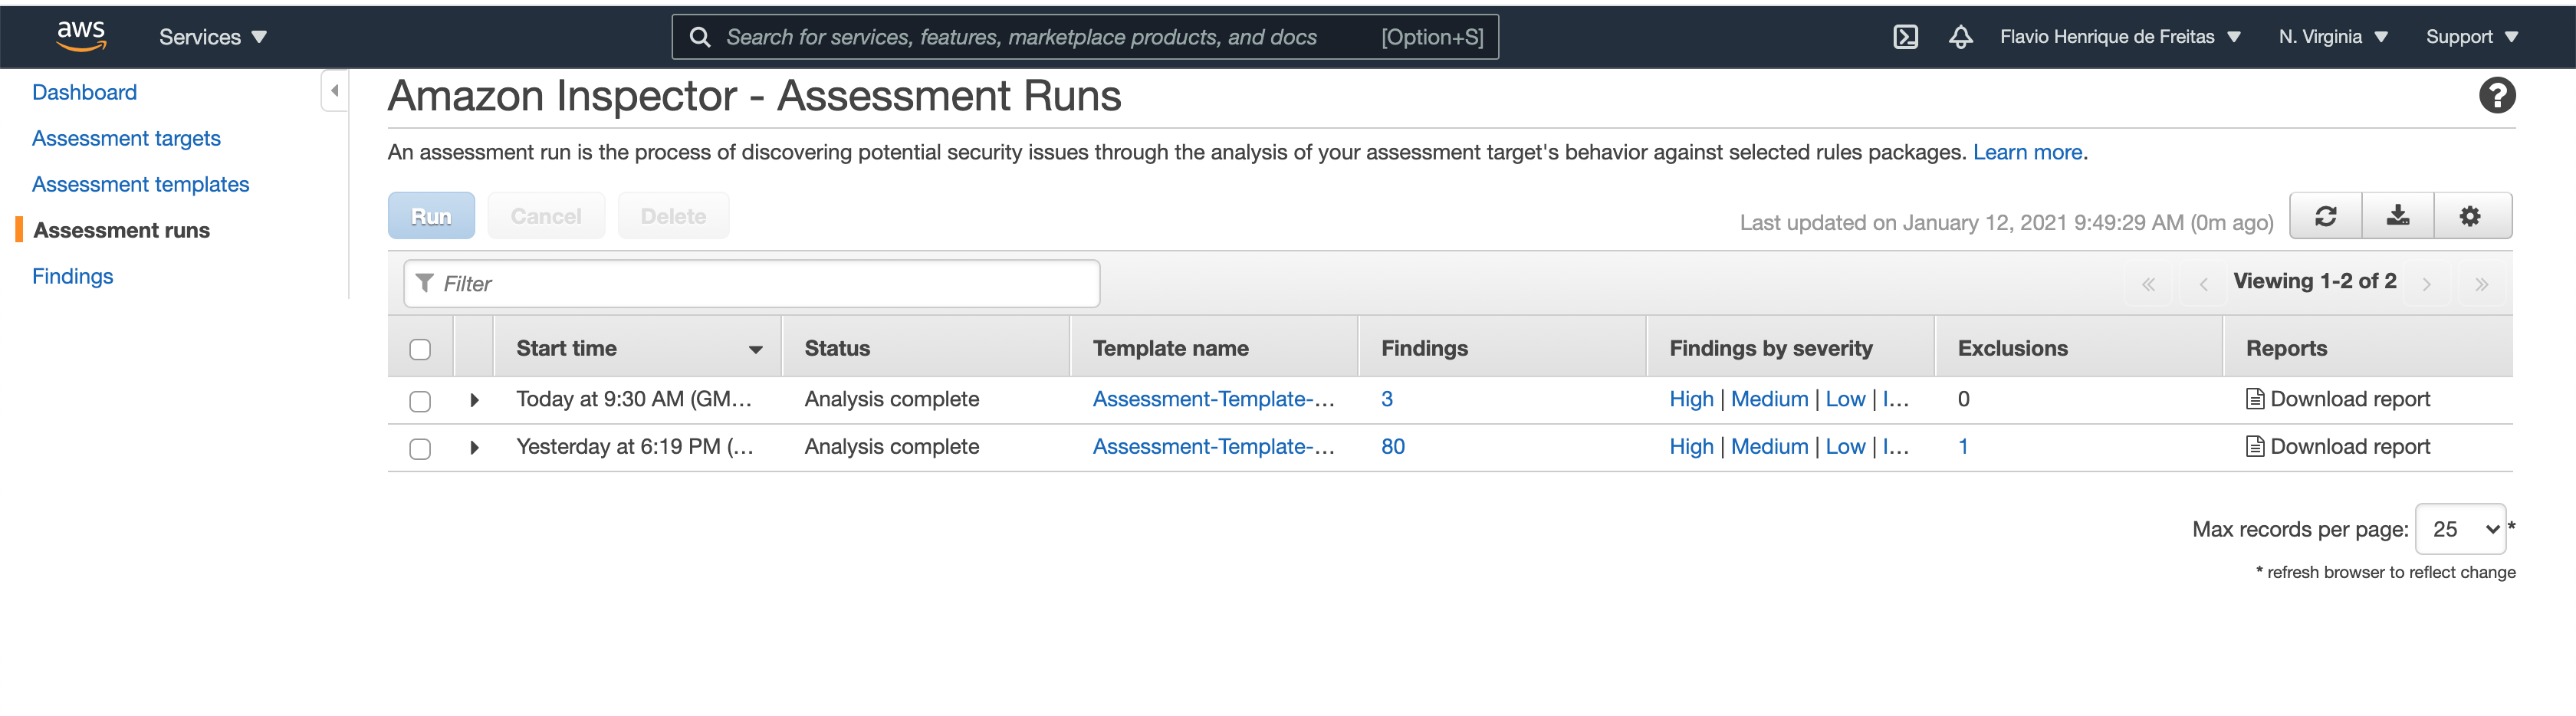 aws Services Search for services, features, marketplace products, and docs [Option+S] Flavio Henrique de Freitas N. Virginia Support
Dashboard
Assessment targets
Assessment templates
Assessment runs
Findings
Amazon Inspector - Assessment Runs
An assessment run is the process of discovering potential security issues through the analysis of your assessment target's behavior against selected rules packages. Learn more.
Run Cancel Delete Last updated on January 12, 2021 9:49:29 AM (0m ago)
Filter Viewing 1-2 of 2
Start time Status Template name Findings Findings by severity Exclusions Reports
Today at 9:30 AM (GM... Analysis complete Assessment-Template-... 3 High | Medium | Low | I... 0 Download report
Yesterday at 6:19 PM (... Analysis complete Assessment-Template-... 80 High | Medium | Low | I... 1 Download report
Max records per page: 25 *
* refresh browser to reflect change